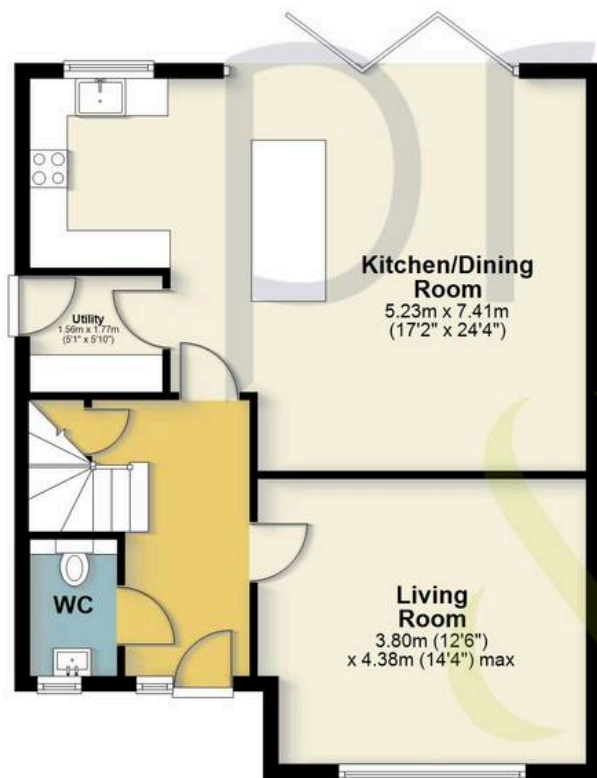 Kitchen/Dining
Room
5.23m x 7.41m
(17'2" x 24'4")
Utility
1.56m x 1.77m
(5'1" x 5'10")
WC
Living
Room
3.80m (12'6")
x 4.38m (14'4") max